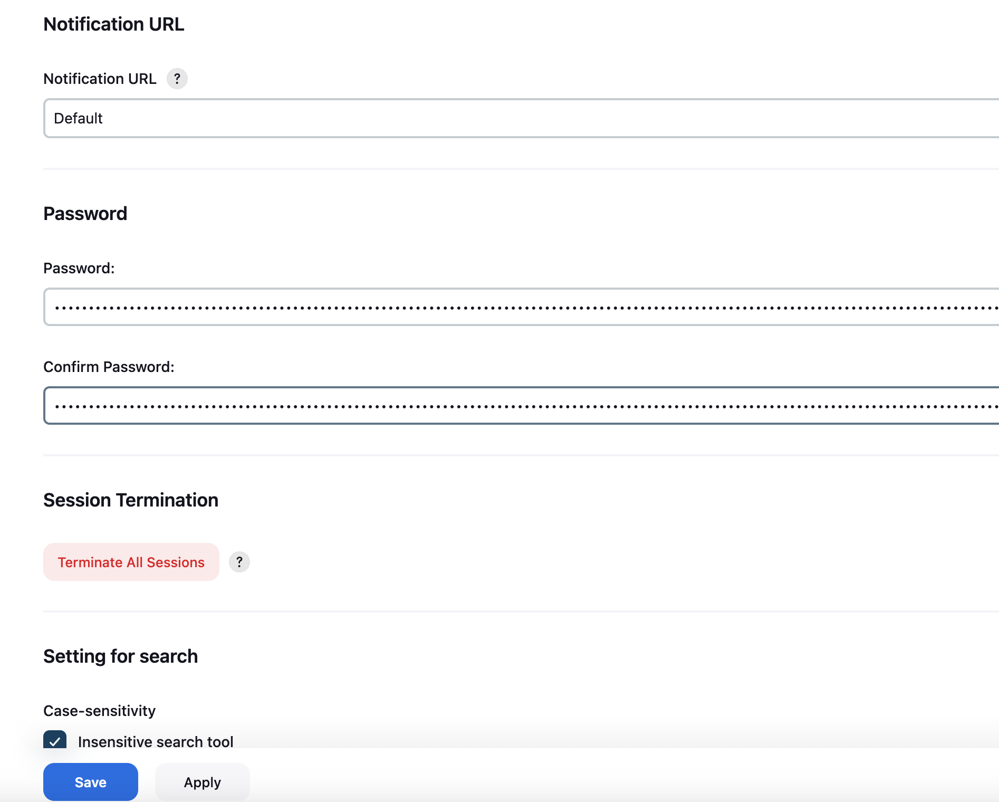 Notification URL
Notification URL ?
Default
Password
Password:
Confirm Password:
Session Termination
Terminate All Sessions ?
Setting for search
Case-sensitivity
Insensitive search tool
Save Apply